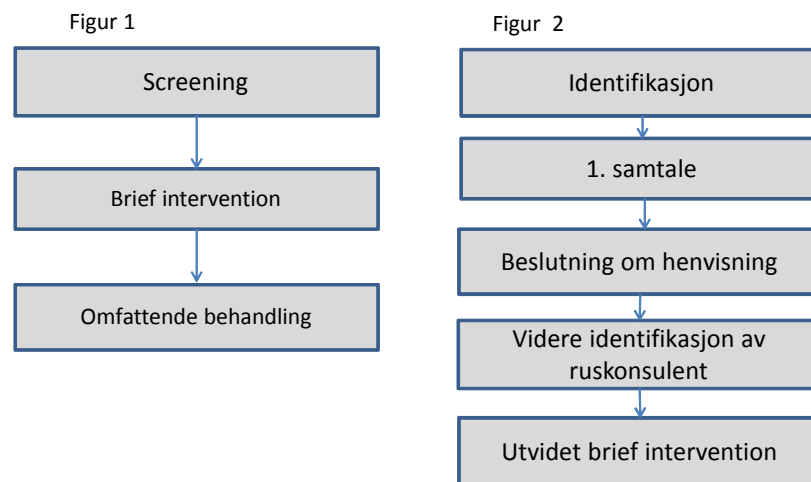 Figur 1
Screening
Brief intervention
Omfattende behandling
Figur 2
Identifikasjon
1. samtale
Beslutning om henvisning
Videre identifikasjon av
ruskonsulent
Utvidet brief intervention